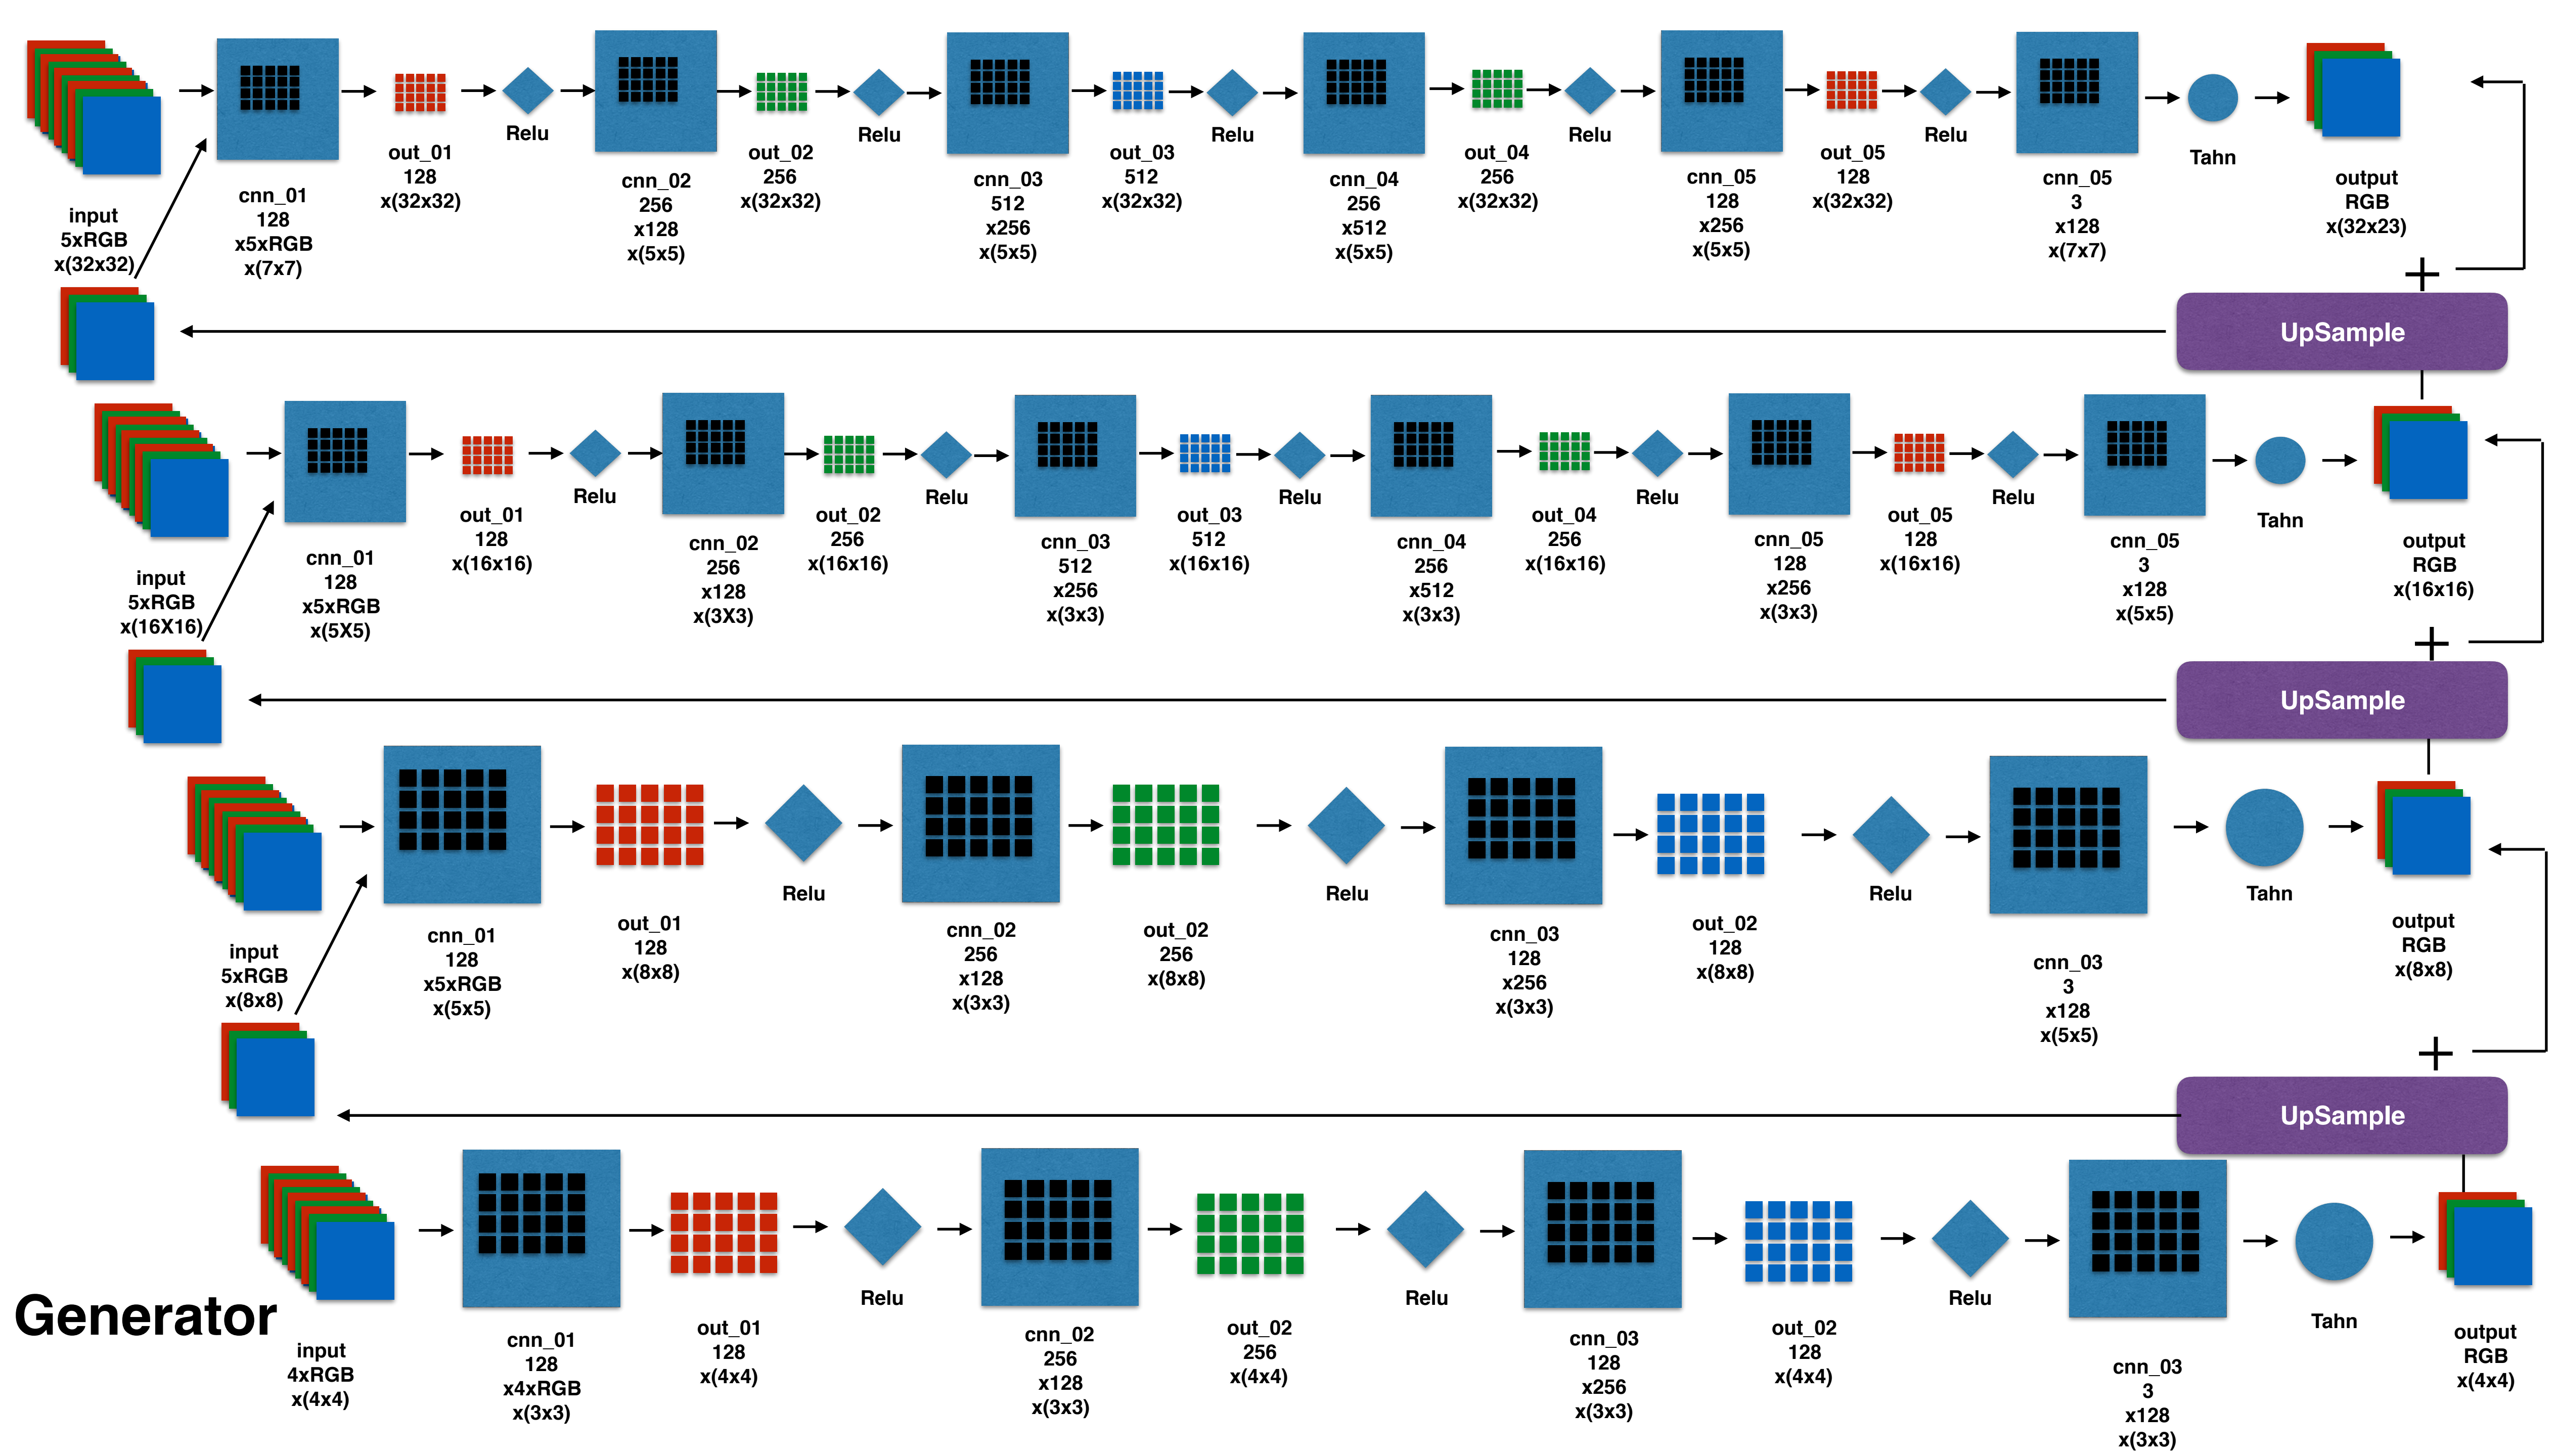 Relu
Relu
Relu
Relu
Relu
Tahn
input
5xRGB
x(32x32)
cnn_01
128
x5xRGB
x(7x7)
out_01
128
x(32x32)
cnn_02
256
x128
x(5x5)
out_02
256
x(32x32)
cnn_03
512
x256
x(5x5)
out_03
512
x(32x32)
cnn_04
256
x512
x(5x5)
out_04
256
x(32x32)
cnn_05
128
x256
x(5x5)
out_05
128
x(32x32)
cnn_05
3
x128
x(7x7)
output
RGB
x(32x23)
+
UpSample
Relu
Relu
Relu
Relu
Relu
Tahn
input
5xRGB
x(16X16)
cnn_01
128
x5xRGB
x(5X5)
out_01
128
x(16x16)
cnn_02
256
x128
x(3X3)
out_02
256
x(16x16)
cnn_03
512
x256
x(3x3)
out_03
512
x(16x16)
cnn_04
256
x512
x(3x3)
out_04
256
x(16x16)
cnn_05
128
x256
x(3x3)
out_05
128
x(16x16)
cnn_05
3
x128
x(5x5)
output
RGB
x(16x16)
+
UpSample
Relu
Relu
Relu
Tahn
input
5xRGB
x(8x8)
cnn_01
128
x5xRGB
x(5x5)
out_01
128
x(8x8)
cnn_02
256
x128
x(3x3)
out_02
256
x(8x8)
cnn_03
128
x256
x(3x3)
out_02
128
x(8x8)
cnn_03
3
x128
x(5x5)
output
RGB
x(8x8)
+
UpSample
Relu
Relu
Relu
Tahn
Generator
input
4xRGB
x(4x4)
cnn_01
128
x4xRGB
x(3x3)
out_01
128
x(4x4)
cnn_02
256
x128
x(3x3)
out_02
256
x(4x4)
cnn_03
128
x256
x(3x3)
out_02
128
x(4x4)
cnn_03
3
x128
x(3x3)
output
RGB
x(4x4)